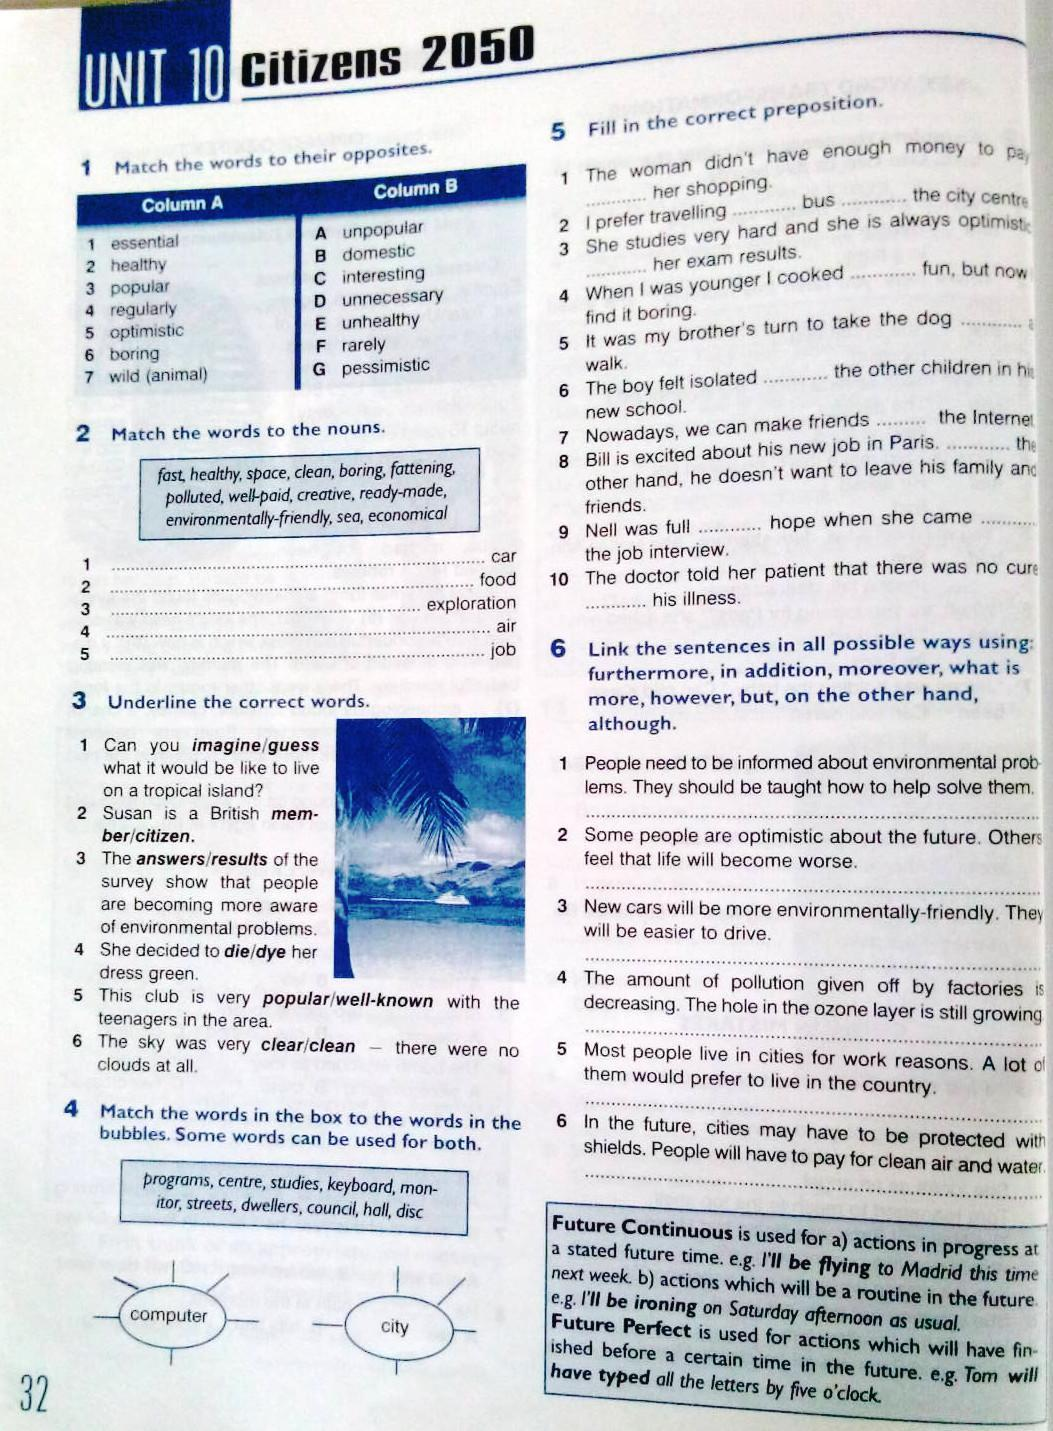 UNIT 10 Citizens 2050
1 Match the words to their opposites.
Column A
1 essential
2 healthy
3 popular
4 regularly
5 optimistic
6 boring
7 wild (animal)
Column B
A unpopular
B domestic
C interesting
D unnecessary
E unhealthy
F rarely
G pessimistic
2 Match the words to the nouns.
fast, healthy, space, clean, boring, fattening,
polluted, well-paid, creative, ready-made,
environmentally-friendly, sea, economical
1 .......... car
2 .......... food
3 .......... exploration
4 .......... air
5 .......... job
3 Underline the correct words.
1 Can you imagine/guess
what it would be like to live
on a tropical island?
2 Susan is a British mem-
ber/citizen.
3 The answers/results of the
survey show that people
are becoming more aware
of environmental problems.
4 She decided to die/dye her
dress green.
5 This club is very popular/well-known with the
teenagers in the area.
6 The sky was very clear/clean – there were no
clouds at all.
4 Match the words in the box to the words in the
bubbles. Some words can be used for both.
programs, centre, studies, keyboard, mon-
itor, streets, dwellers, council, hall, disc
computer
city
32
5 Fill in the correct preposition.
1 The woman didn't have enough money to pay
............ her shopping.
2 I prefer travelling ............ bus ............ the city centre
3 She studies very hard and she is always optimistic
............ her exam results.
4 When I was younger I cooked ............ fun, but now
find it boring.
5 It was my brother's turn to take the dog ............ a
walk.
6 The boy felt isolated ............ the other children in his
new school.
7 Nowadays, we can make friends ......... the Internet
8 Bill is excited about his new job in Paris. ............ the
other hand, he doesn't want to leave his family and
friends.
9 Nell was full ............ hope when she came ...........
the job interview.
10 The doctor told her patient that there was no cure
............ his illness.
6 Link the sentences in all possible ways using:
furthermore, in addition, moreover, what is
more, however, but, on the other hand,
although.
1 People need to be informed about environmental prob-
lems. They should be taught how to help solve them.
2 Some people are optimistic about the future. Others
feel that life will become worse.
3 New cars will be more environmentally-friendly. They
will be easier to drive.
4 The amount of pollution given off by factories is
decreasing. The hole in the ozone layer is still growing
5 Most people live in cities for work reasons. A lot of
them would prefer to live in the country.
6 In the future, cities may have to be protected with
shields. People will have to pay for clean air and water.
Future Continuous is used for a) actions in progress at
a stated future time. e.g. I'll be flying to Madrid this time
next week. b) actions which will be a routine in the future.
e.g. I'll be ironing on Saturday afternoon as usual.
Future Perfect is used for actions which will have fin-
ished before a certain time in the future. e.g. Tom will
have typed all the letters by five o'clock.